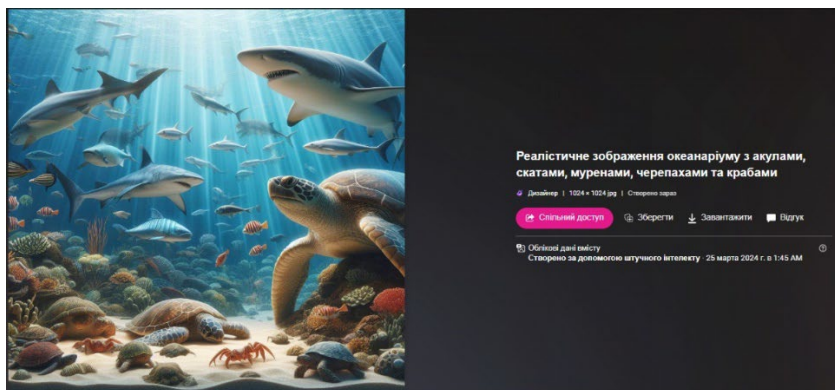 Реалістичне зображення океанаріуму з акулами,
скатами, муренами, черепахами та крабами
Дизайнер | 1024 × 1024 jpg | Створено зараз
Спільний доступ Зберегти Завантажити Відгук
Облікові дані вмісту
Створено за допомогою штучного інтелекту · 25 марта 2024 г. в 1:45 AM